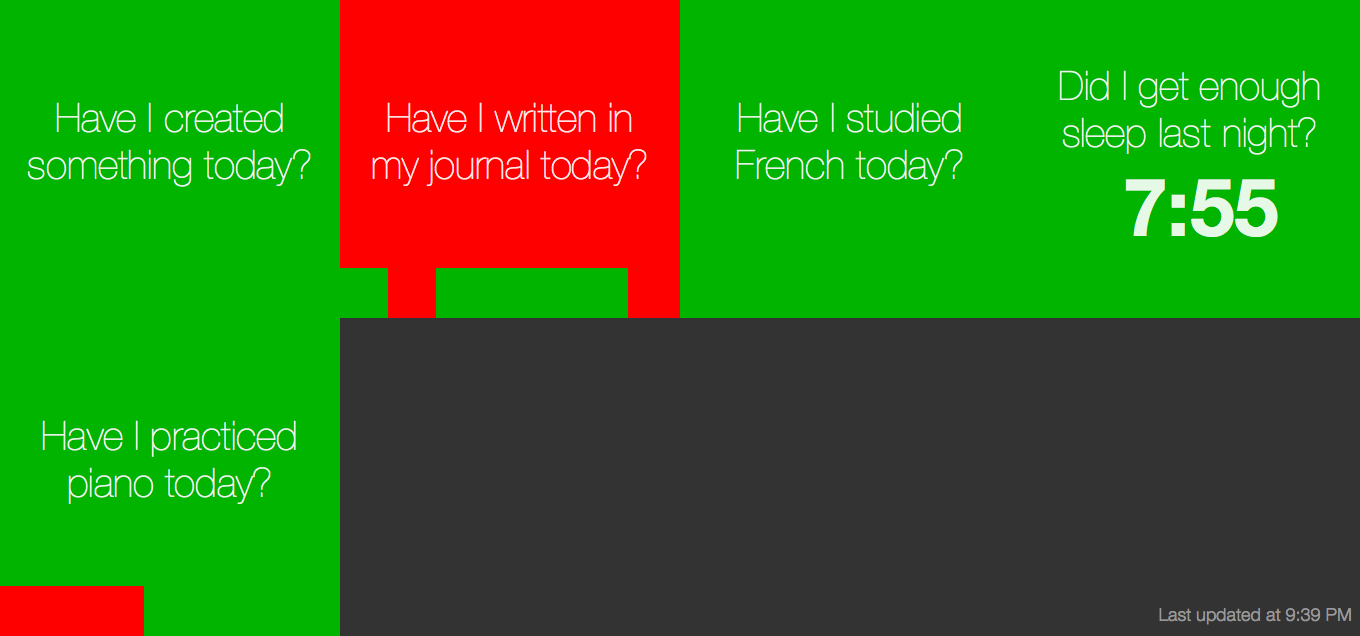 Have I created
something today?
Have I written in
my journal today?
Have I studied
French today?
Did I get enough
sleep last night?
7:55
Have I practiced
piano today?
Last updated at 9:39 PM